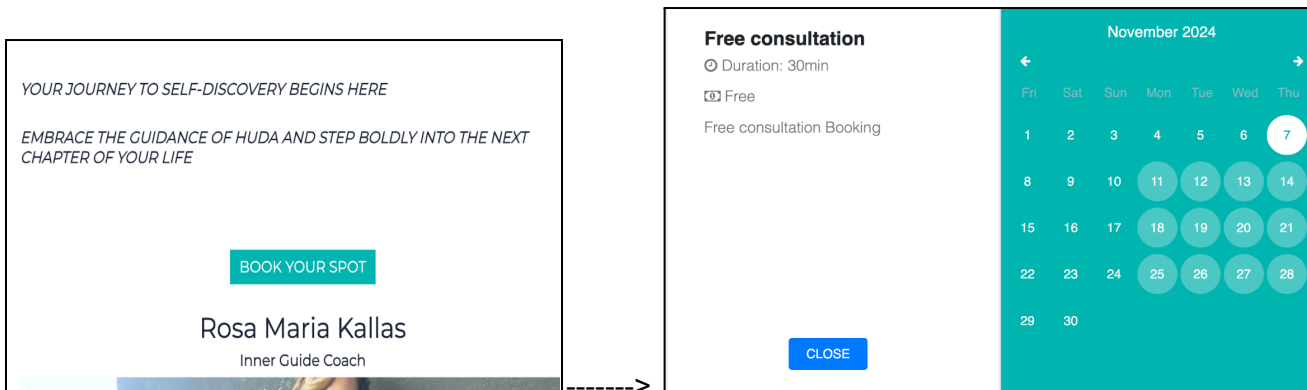 YOUR JOURNEY TO SELF-DISCOVERY BEGINS HERE
EMBRACE THE GUIDANCE OF HUDA AND STEP BOLDLY INTO THE NEXT
CHAPTER OF YOUR LIFE
BOOK YOUR SPOT
Rosa Maria Kallas
Inner Guide Coach
------->
Free consultation
Duration: 30min
Free
Free consultation Booking
CLOSE
November 2024
Fri Sat Sun Mon Tue Wed Thu
1 2 3 4 5 6 7
8 9 10 11 12 13 14
15 16 17 18 19 20 21
22 23 24 25 26 27 28
29 30